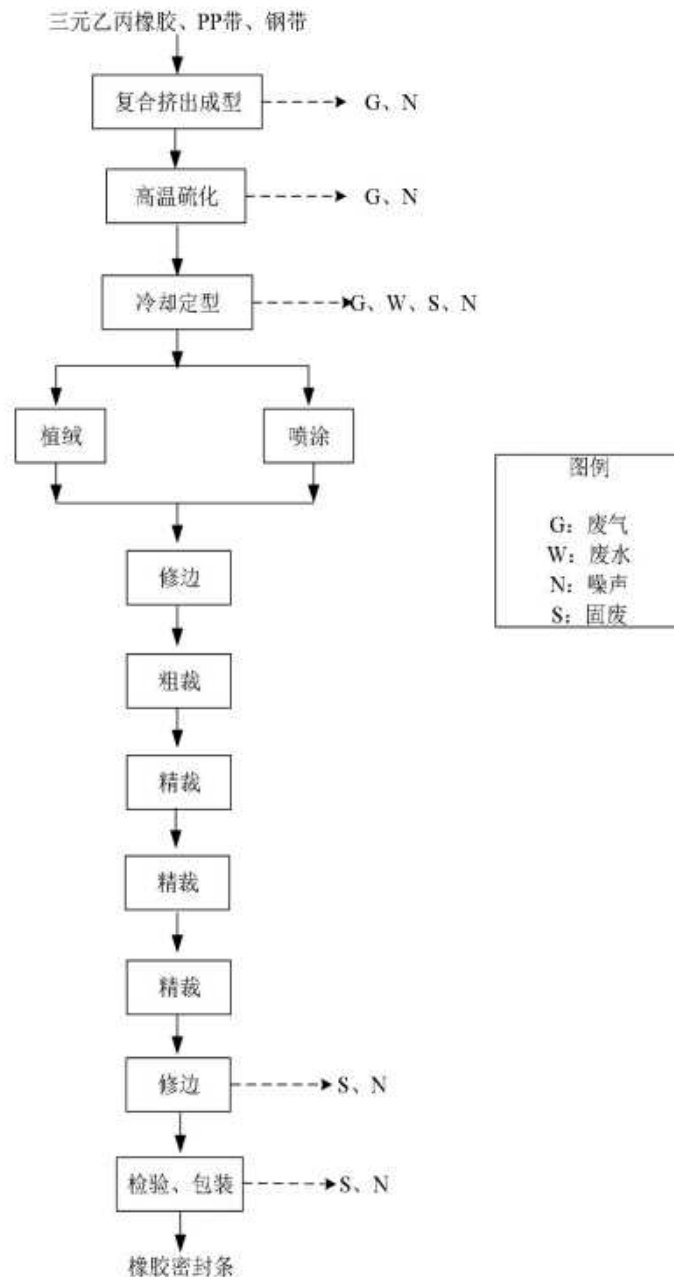 三元乙丙橡胶、PP带、钢带
复合挤出成型
G、N
高温硫化
G、N
冷却定型
G、W、S、N
植绒
喷涂
图例
G：废气
W：废水
N：噪声
S：固废
修边
粗裁
精裁
精裁
精裁
修边
S、N
检验、包装
S、N
橡胶密封条